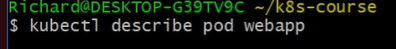 Richard@DESKTOP-G39TV9C ~/k8s-course
$ kubectl describe pod webapp